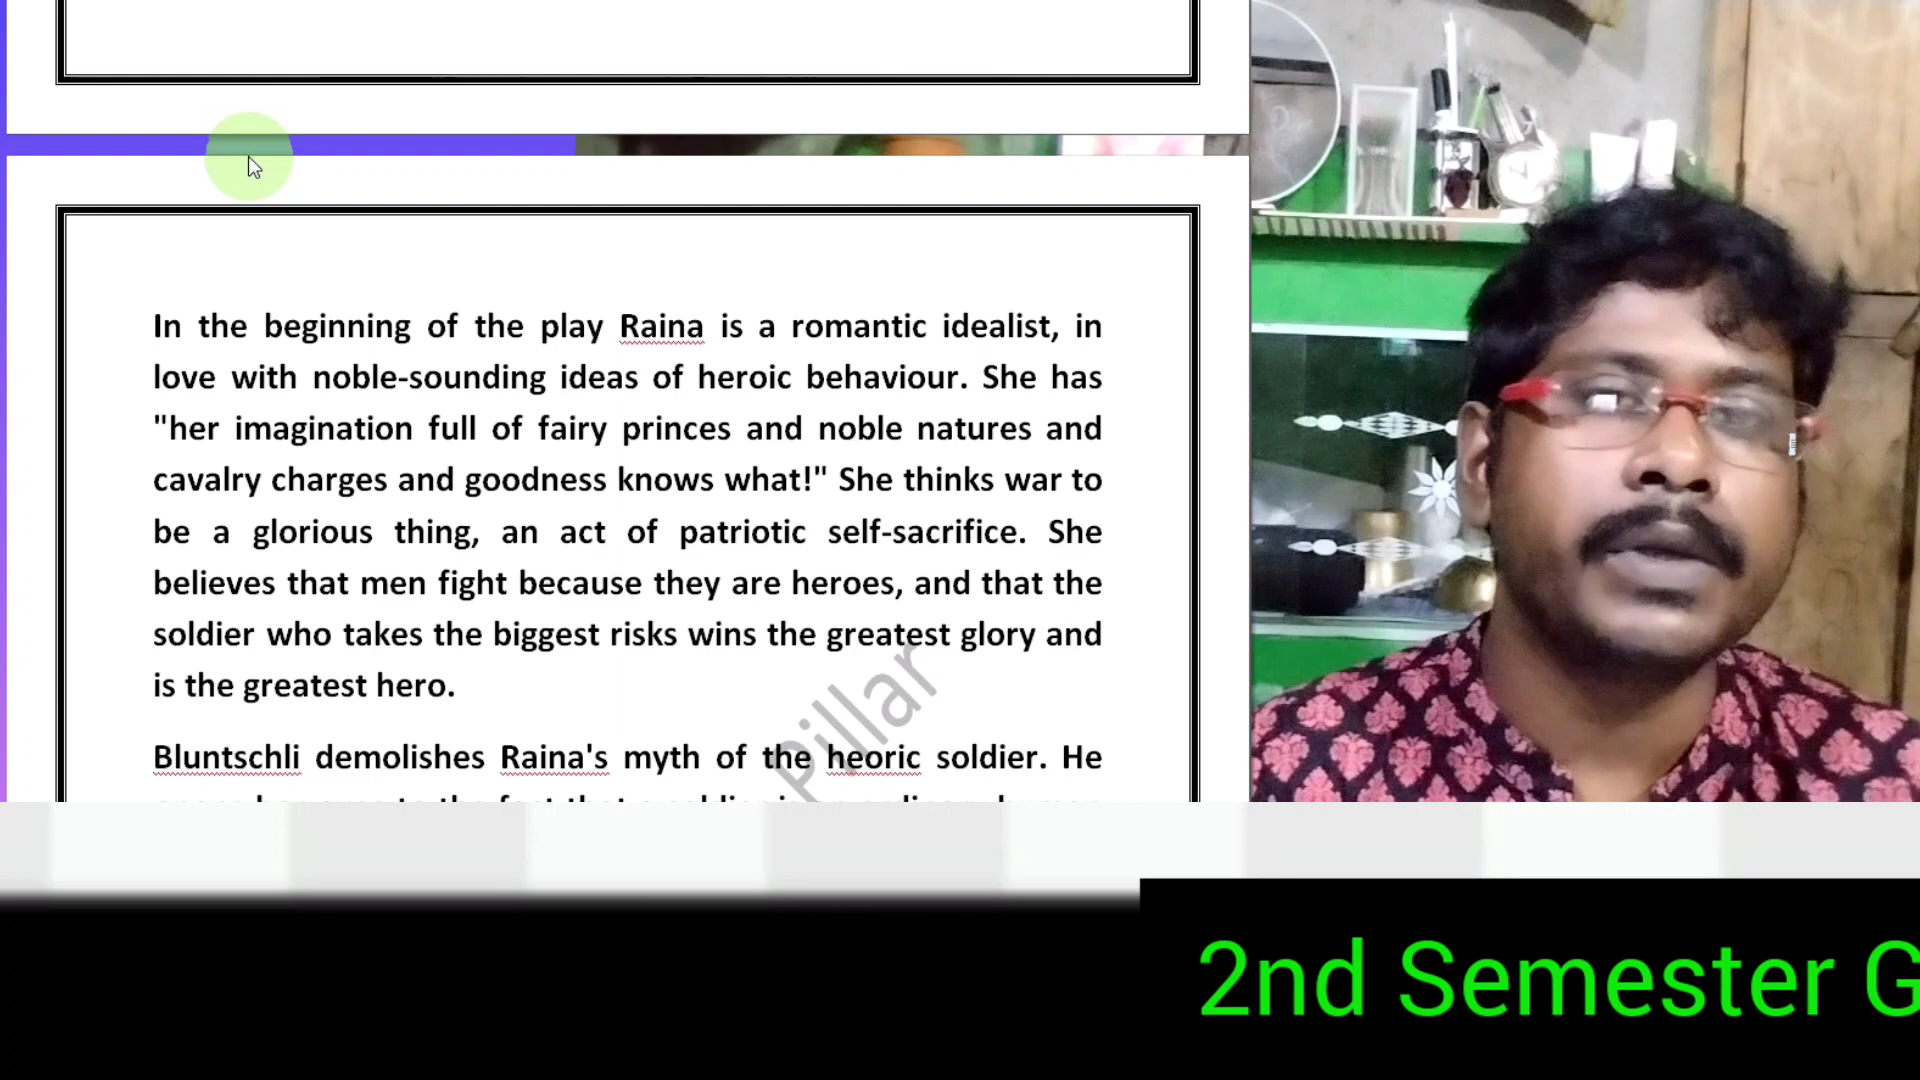 In the beginning of the play Raina is a romantic idealist, in
love with noble-sounding ideas of heroic behaviour. She has
"her imagination full of fairy princes and noble natures and
cavalry charges and goodness knows what!" She thinks war to
be a glorious thing, an act of patriotic self-sacrifice. She
believes that men fight because they are heroes, and that the
soldier who takes the biggest risks wins the greatest glory and
is the greatest hero.
Pillar
Bluntschli demolishes Raina's myth of the heoric soldier. He
2nd Semester G